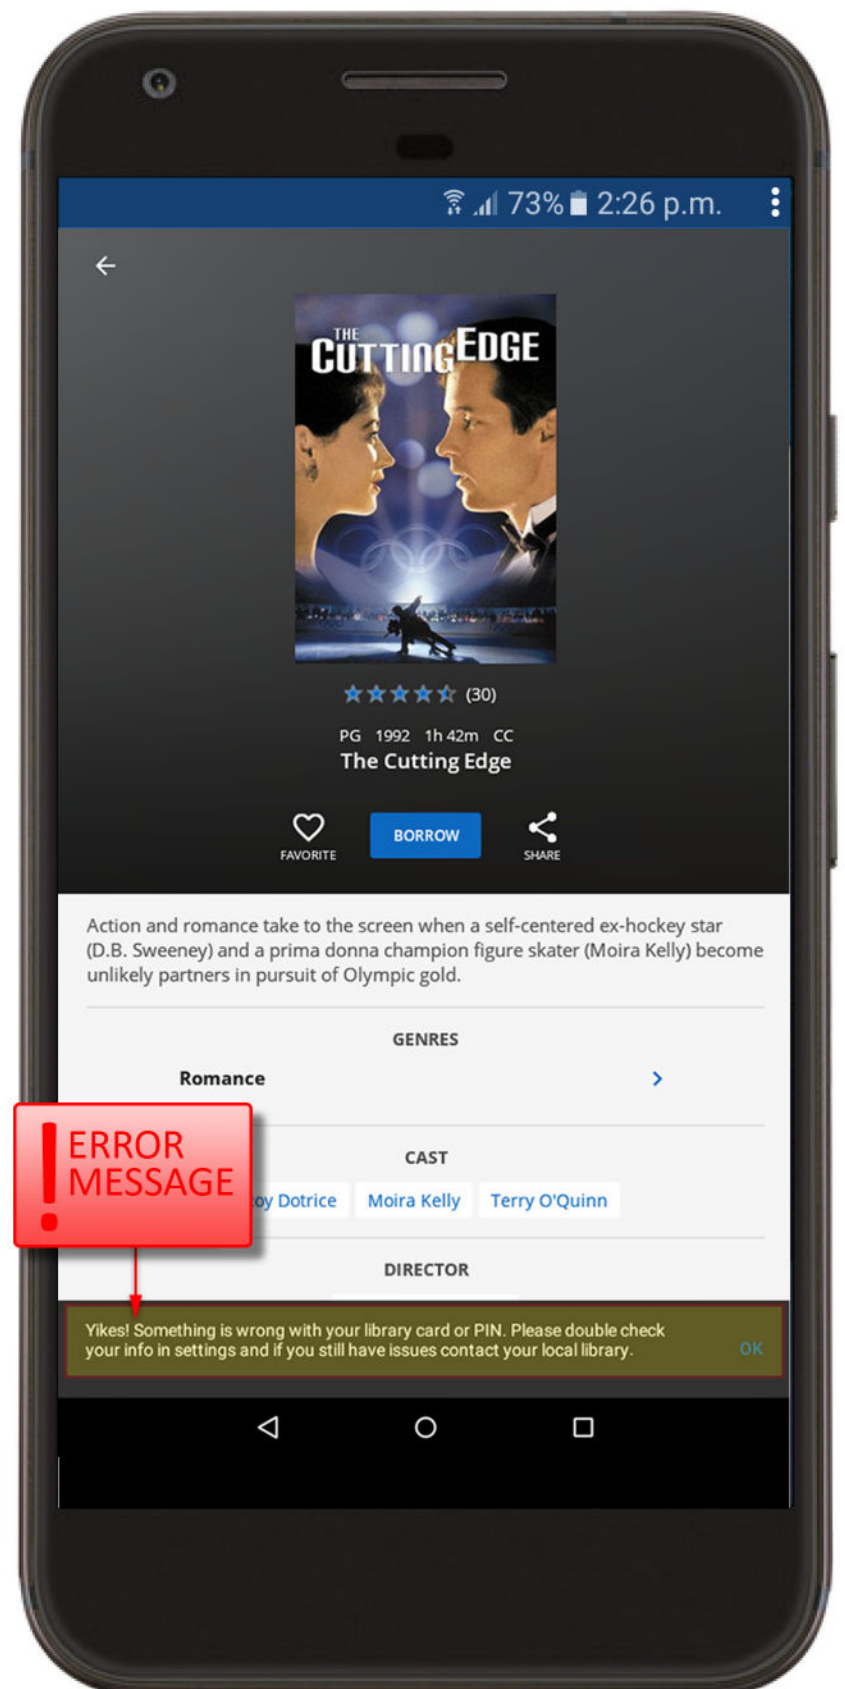 73% 2:26 p.m.
THE
CUTTING EDGE
(30)
PG 1992 1h 42m CC
The Cutting Edge
BORROW
FAVORITE
SHARE
Action and romance take to the screen when a self-centered ex-hockey star
(D.B. Sweeney) and a prima donna champion figure skater (Moira Kelly) become
unlikely partners in pursuit of Olympic gold.
GENRES
Romance
! ERROR
MESSAGE
CAST
Dotrice Moira Kelly Terry O'Quinn
DIRECTOR
Yikes! Something is wrong with your library card or PIN. Please double check
your info in settings and if you still have issues contact your local library.
OK